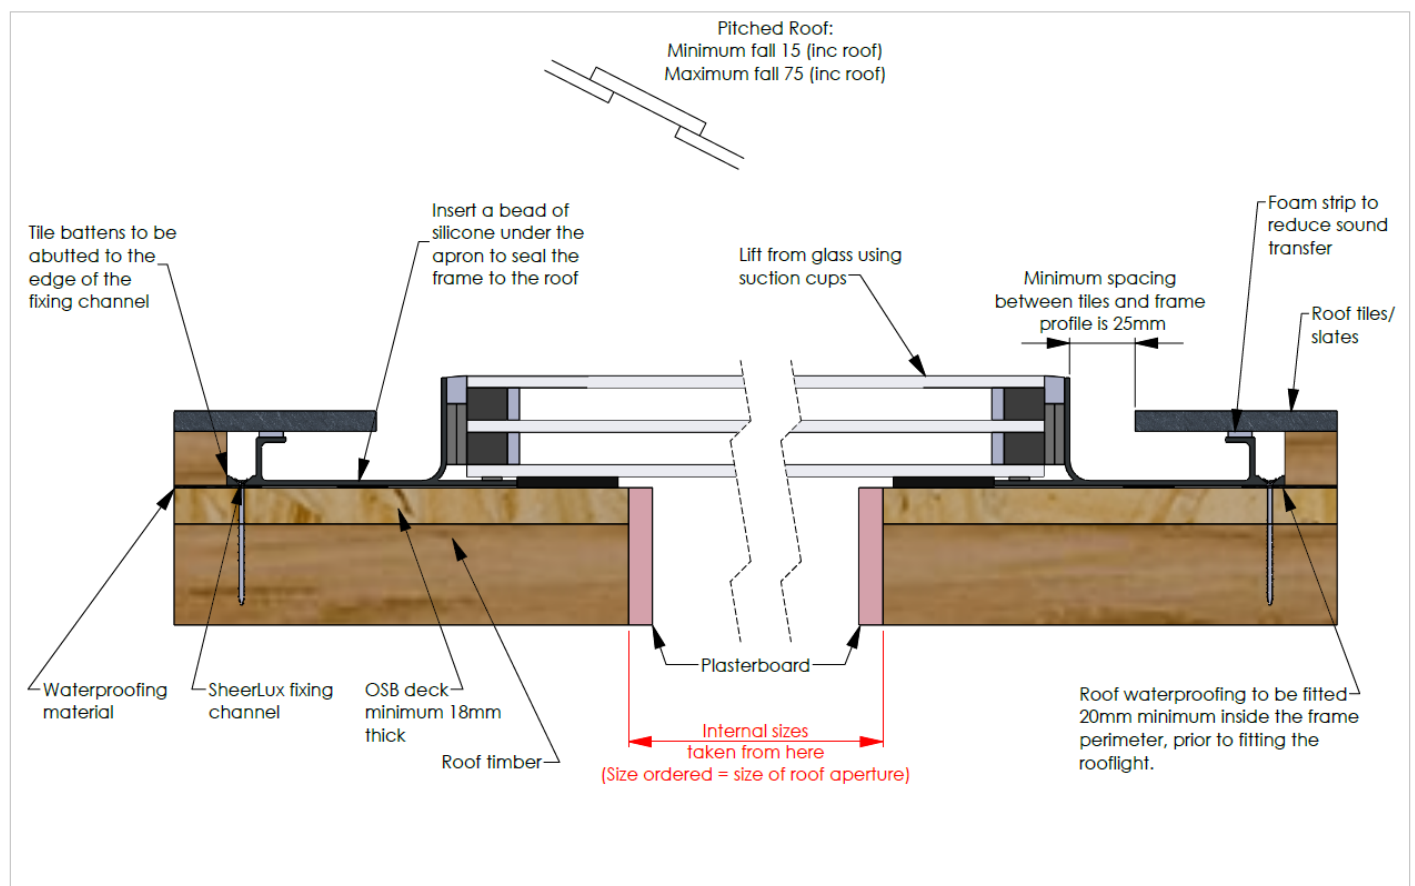 Pitched Roof:
Minimum fall 15 (inc roof)
Maximum fall 75 (inc roof)
Tile battens to be
abutted to the
edge of the
fixing channel
Insert a bead of
silicone under the
apron to seal the
frame to the roof
Lift from glass using
suction cups
Minimum spacing
between tiles and frame
profile is 25mm
Foam strip to
reduce sound
transfer
Roof tiles/
slates
Waterproofing
material
SheerLux fixing
channel
OSB deck
minimum 18mm
thick
Roof timber
Plasterboard
Internal sizes
taken from here
(Size ordered = size of roof aperture)
Roof waterproofing to be fitted
20mm minimum inside the frame
perimeter, prior to fitting the
rooflight.